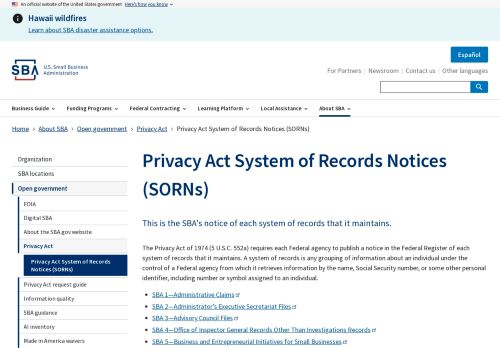 An official website of the United States government Here's how you know
Hawaii wildfires
Learn about SBA disaster assistance options.
Español
SBA
U.S. Small Business
Administration
For Partners Newsroom Contact us Other languages
Business Guide Funding Programs Federal Contracting Learning Platform Local Assistance About SBA
Home About SBA Open government Privacy Act Privacy Act System of Records Notices (SORNs)
Organization
SBA locations
Open government
FOIA
Digital SBA
About the SBA gov website
Privacy Act
Privacy Act System of Records
Notices (SORNs)
Privacy Act request guide
Information quality
SBA guidance
AI inventory
Made in America waivers
Privacy Act System of Records Notices
(SORNs)
This is the SBA's notice of each system of records that it maintains.
The Privacy Act of 1974 (5 U.S.C. 552a) requires each Federal agency to publish a notice in the Federal Register of each
system of records that it maintains. A system of records is any grouping of information about an individual under the
control of a Federal agency from which it retrieves information by the name, Social Security number, or some other personal
identifier, including number or symbol assigned to an individual.
SBA 1—Administrative Claims
SBA 2—Administrator's Executive Secretariat Files
SBA 3—Advisory Council Files
SBA 4—Office of Inspector General Records Other Than Investigations Records
SBA 5—Business and Entrepreneurial Initiatives for Small Businesses